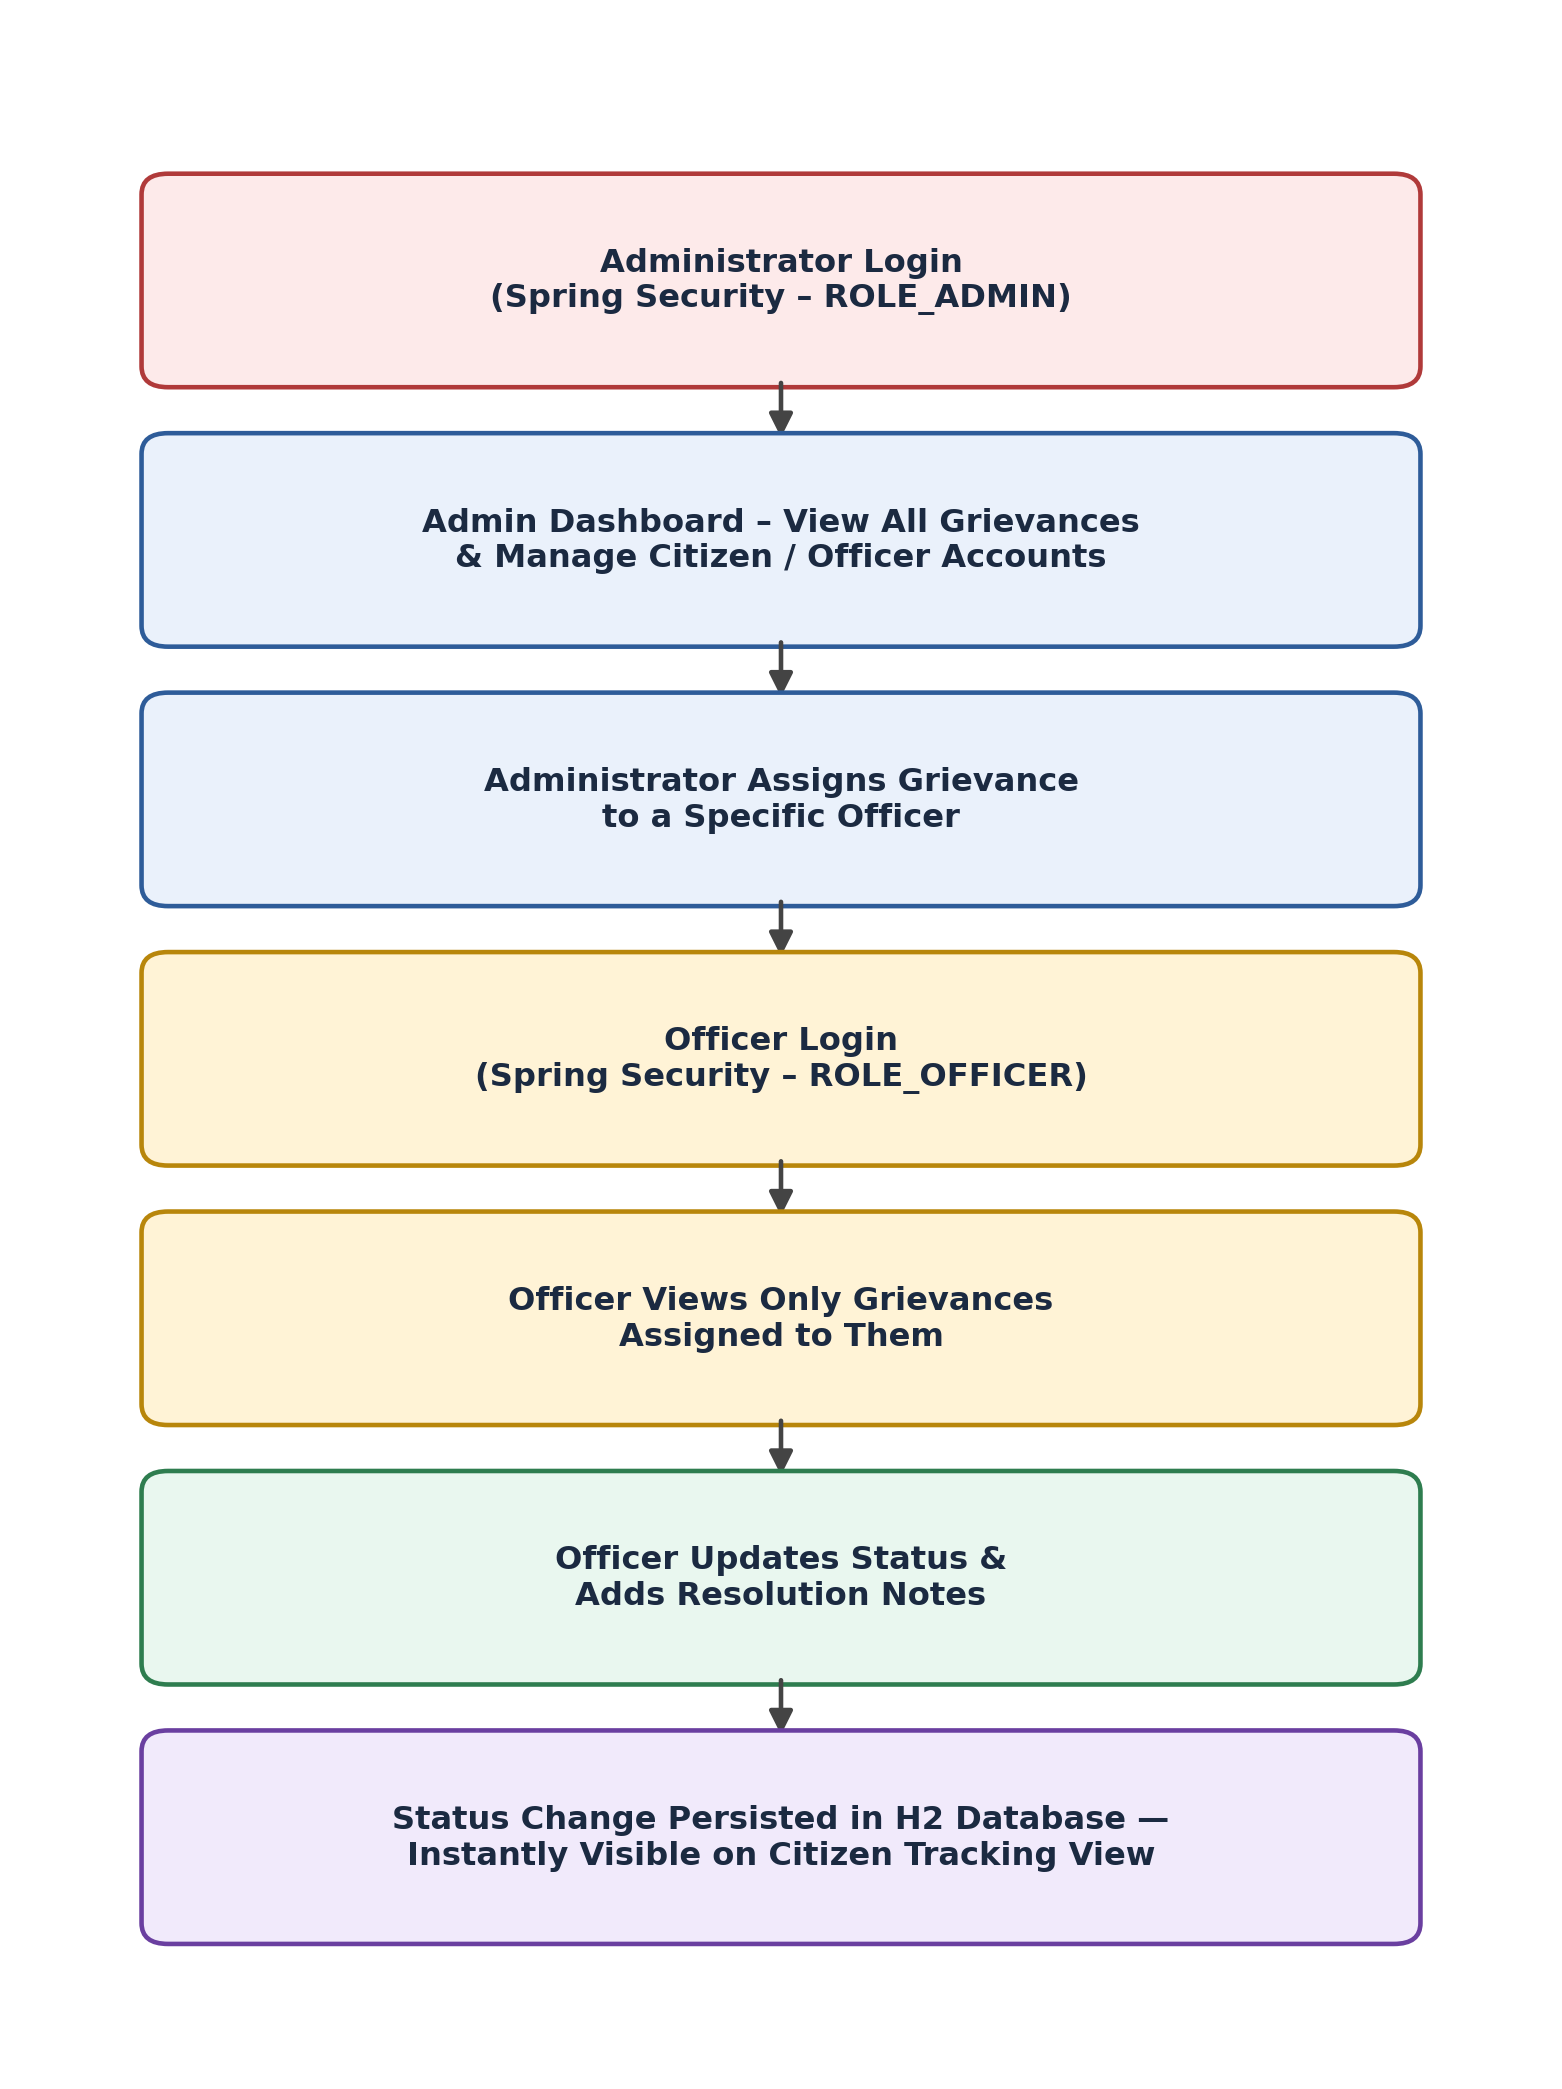 Administrator Login
(Spring Security – ROLE_ADMIN)
Admin Dashboard – View All Grievances
& Manage Citizen / Officer Accounts
Administrator Assigns Grievance
to a Specific Officer
Officer Login
(Spring Security – ROLE_OFFICER)
Officer Views Only Grievances
Assigned to Them
Officer Updates Status &
Adds Resolution Notes
Status Change Persisted in H2 Database —
Instantly Visible on Citizen Tracking View